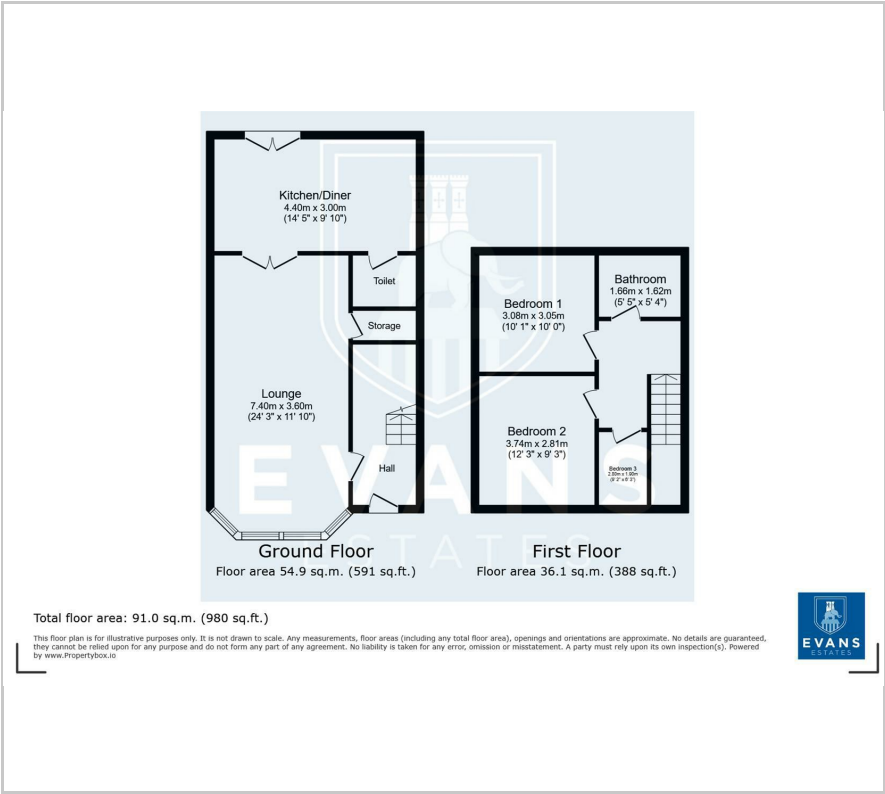 Kitchen/Diner
4.40m x 3.00m
(14' 5" x 9' 10")
Toilet
Storage
Lounge
7.40m x 3.60m
(24' 3" x 11' 10")
Hall
Bedroom 1
3.08m x 3.05m
(10' 1" x 10' 0")
Bathroom
1.66m x 1.62m
(5' 5" x 5' 4")
Bedroom 2
3.74m x 2.81m
(12' 3" x 9' 3")
Bedroom 3
EVANS
ESTATES
Ground Floor
Floor area 54.9 sq.m. (591 sq.ft.)
First Floor
Floor area 36.1 sq.m. (388 sq.ft.)
Total floor area: 91.0 sq.m. (980 sq.ft.)
This floor plan is for illustrative purposes only. It is not drawn to scale. Any measurements, floor areas (including any total floor area), openings and orientations are approximate. No details are guaranteed,
they cannot be relied upon for any purpose and do not form any part of any agreement. No liability is taken for any error, omission or misstatement. A party must rely upon its own inspection(s). Powered
by www.Propertybox.io
EVANS
ESTATES